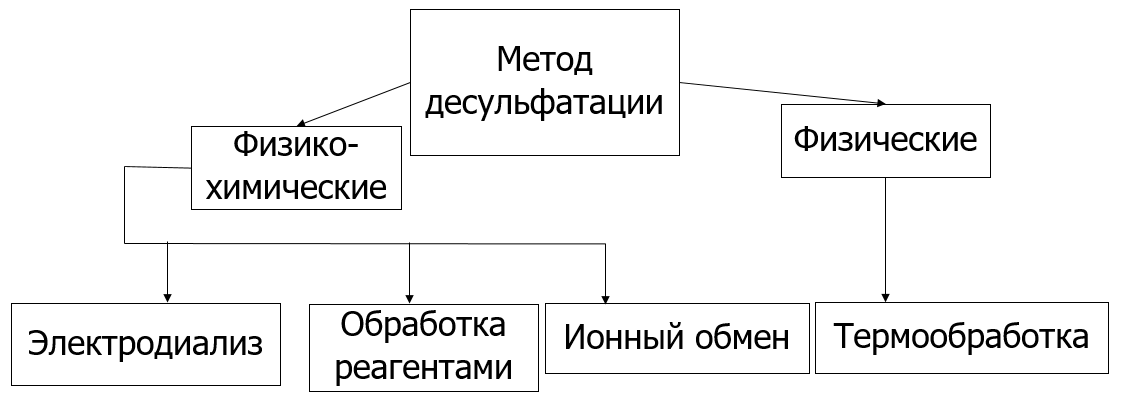 Метод
десульфатации
Физико-
химические
Физические
Электродиализ
Обработка
реагентами
Ионный обмен
Термообработка